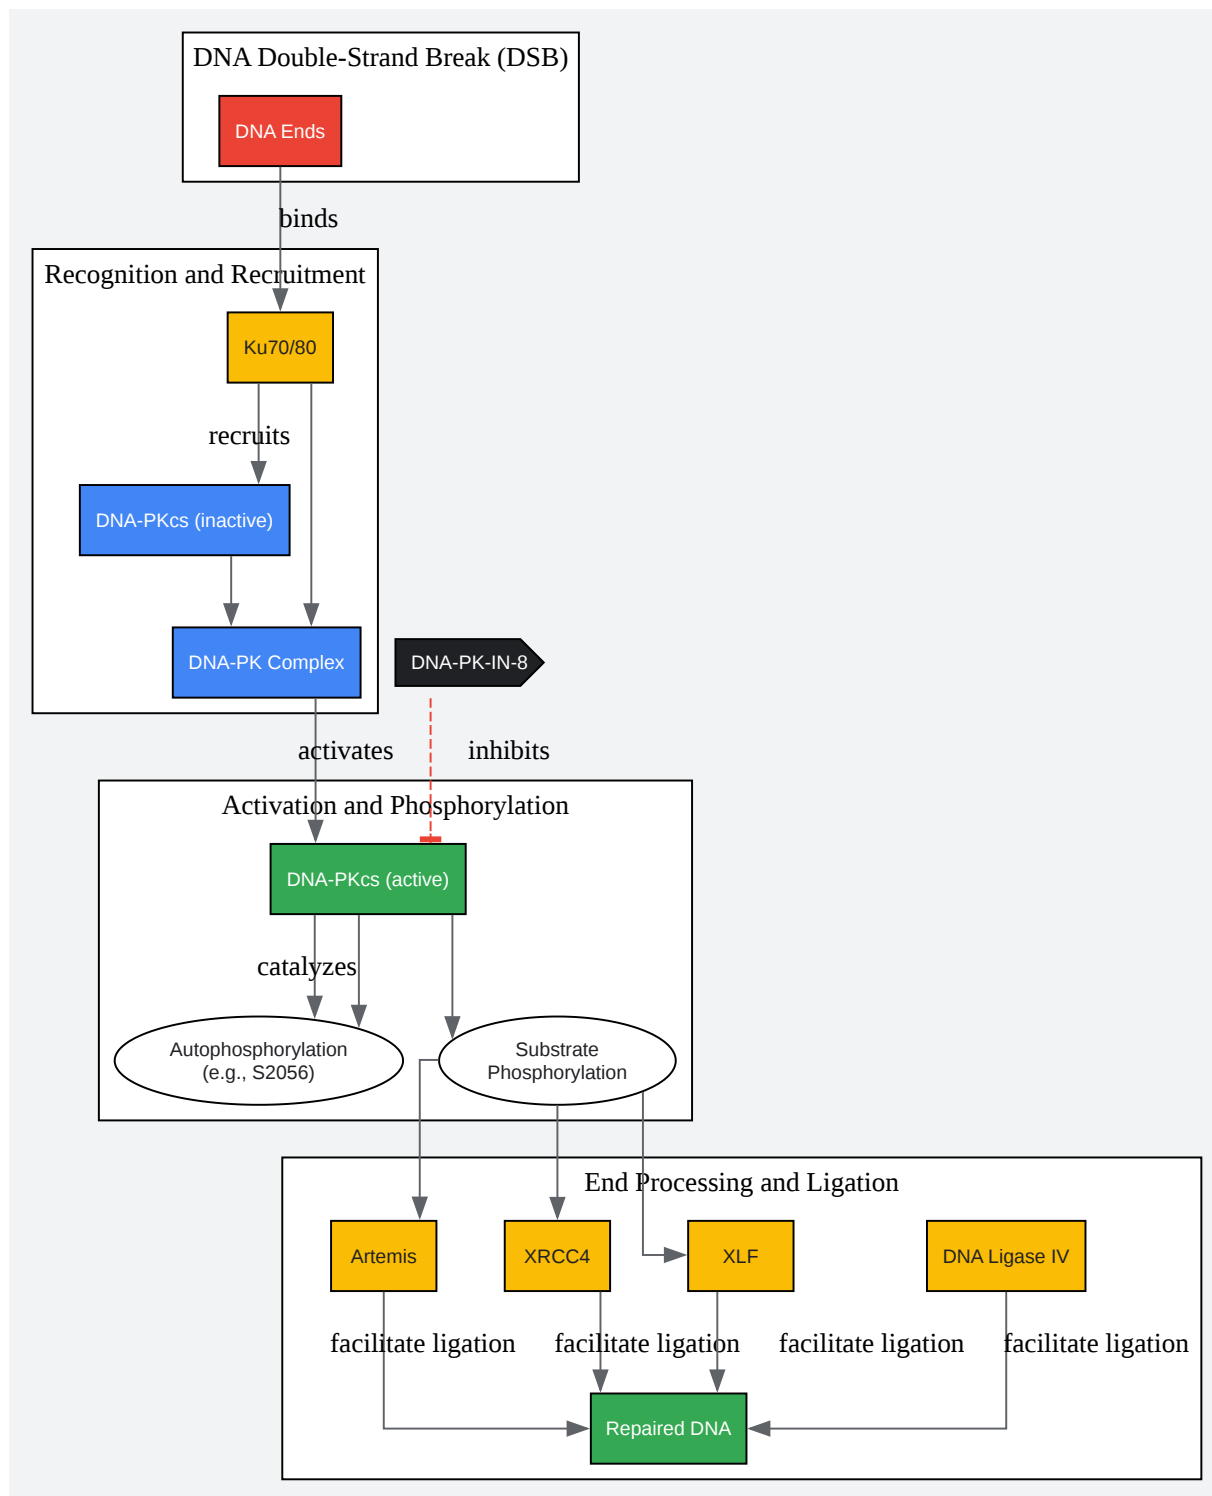 DNA Double-Strand Break (DSB)
DNA Ends
binds
Recognition and Recruitment
Ku70/80
recruits
DNA-PKcs (inactive)
DNA-PK Complex
DNA-PK-IN-8
activates
inhibits
Activation and Phosphorylation
DNA-PKcs (active)
catalyzes
Autophosphorylation
(e.g., S2056)
Substrate
Phosphorylation
End Processing and Ligation
Artemis
XRCC4
XLF
DNA Ligase IV
facilitate ligation
facilitate ligation
facilitate ligation
facilitate ligation
Repaired DNA